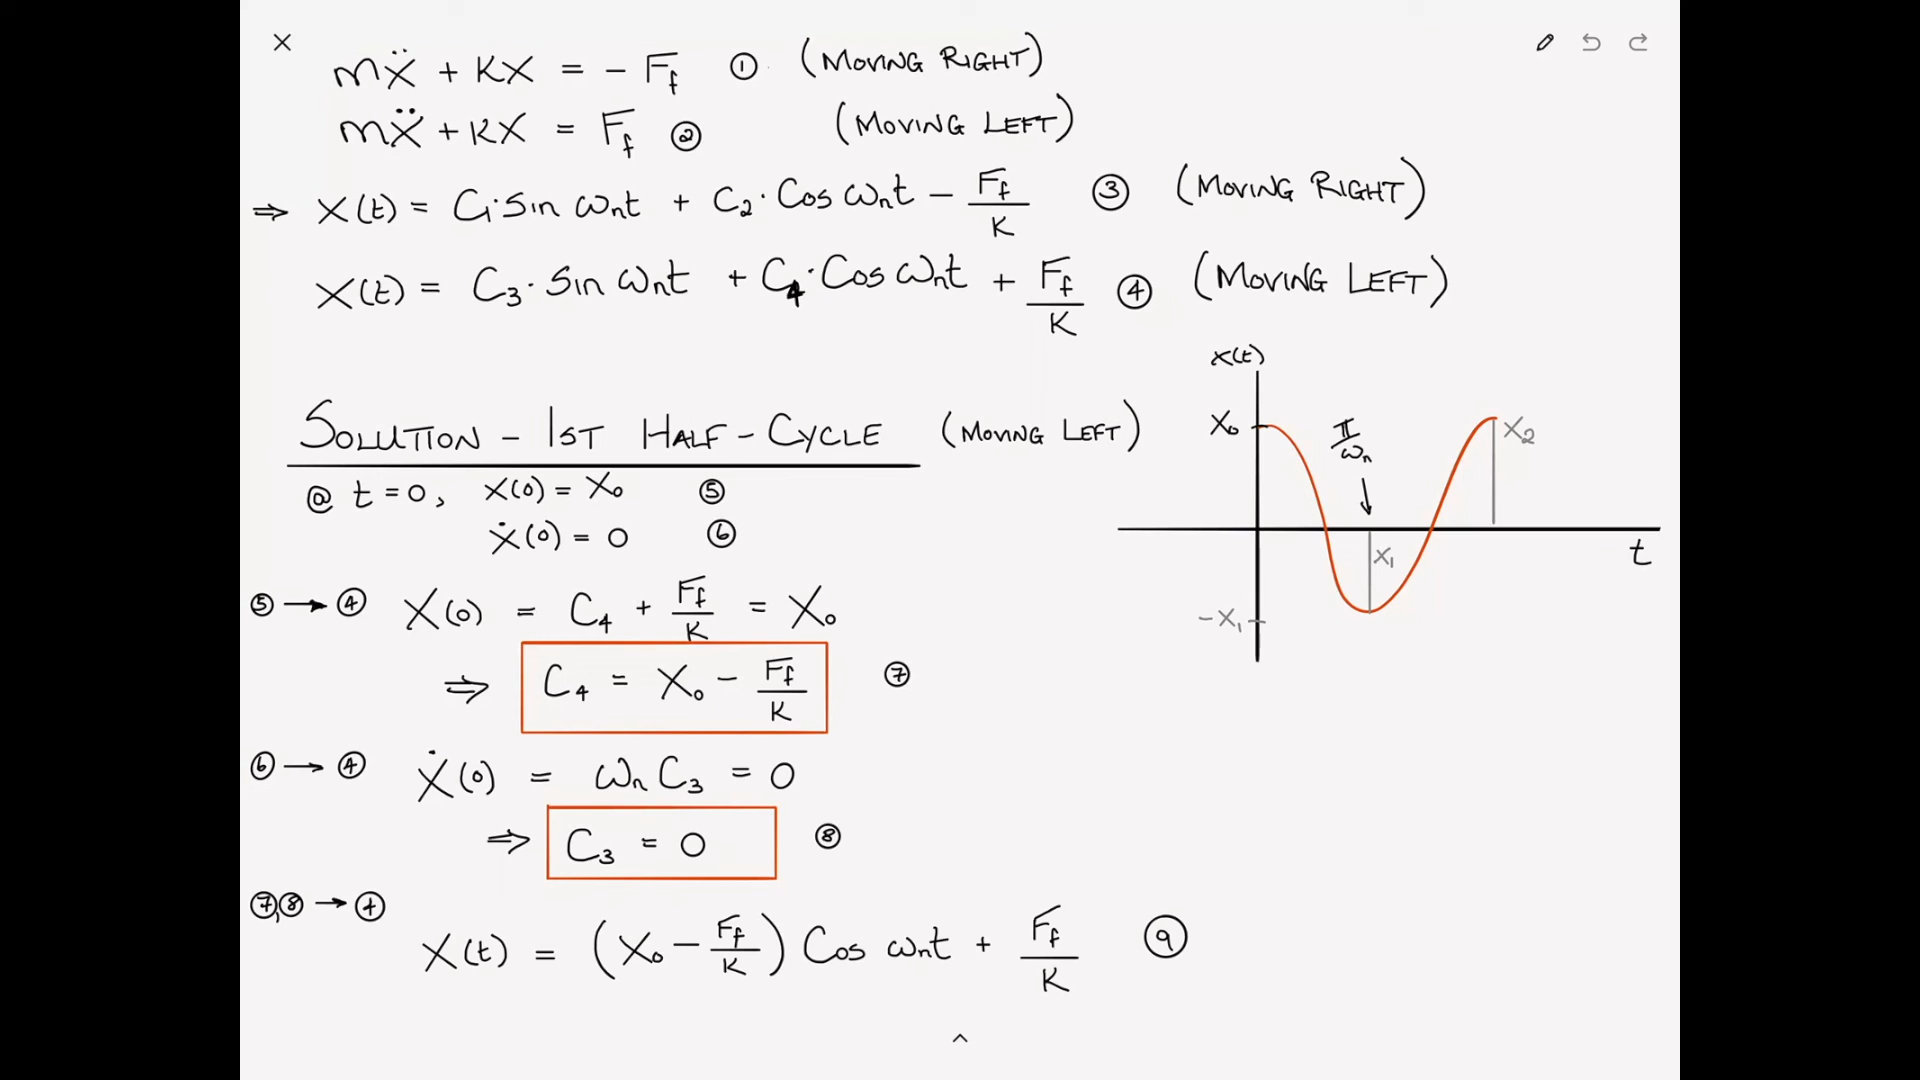 mẍ + KX = - F_f ① (MOVING RIGHT)
mẍ + KX = F_f ② (MOVING LEFT)
⇒ X(t) = C₁·Sin ωₙt + C₂·Cos ωₙt - F_f/K ③ (MOVING RIGHT)
X(t) = C₃·Sin ωₙt + C₄·Cos ωₙt + F_f/K ④ (MOVING LEFT)
SOLUTION - 1ST HALF-CYCLE (MOVING LEFT)
@ t=0, X(0) = X₀ ⑤
Ẋ(0) = 0 ⑥
⑤ → ④ X(0) = C₄ + F_f/K = X₀
⇒ C₄ = X₀ - F_f/K ⑦
⑥ → ④ Ẋ(0) = ωₙC₃ = 0
⇒ C₃ = 0 ⑧
⑦,⑧ → ④
X(t) = (X₀ - F_f/K) Cos ωₙt + F_f/K ⑨
X(t)
X₀
π/ωₙ
X₂
X₁
t
-X₁